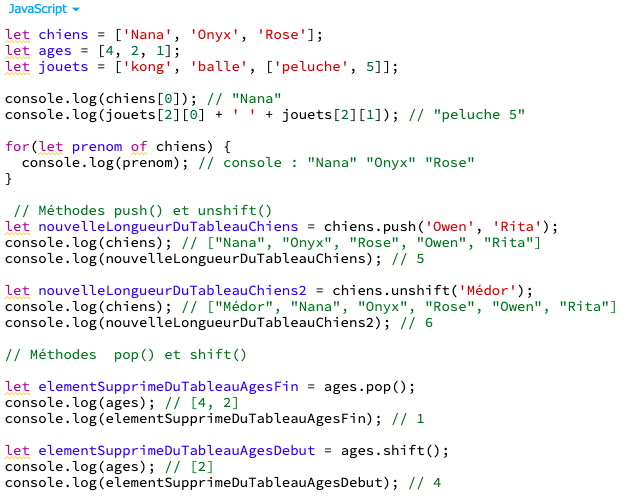 JavaScript
let chiens = ['Nana', 'Onyx', 'Rose'];
let ages = [4, 2, 1];
let jouets = ['kong', 'balle', ['peluche', 5]];
console.log(chiens[0]); // "Nana"
console.log(jouets[2][0] + ' ' + jouets[2][1]); // "peluche 5"
for(let prenom of chiens) {
  console.log(prenom); // console : "Nana" "Onyx" "Rose"
}
 // Méthodes push() et unshift()
let nouvelleLongueurDuTableauChiens = chiens.push('Owen', 'Rita');
console.log(chiens); // ["Nana", "Onyx", "Rose", "Owen", "Rita"]
console.log(nouvelleLongueurDuTableauChiens); // 5
let nouvelleLongueurDuTableauChiens2 = chiens.unshift('Médor');
console.log(chiens); // ["Médor", "Nana", "Onyx", "Rose", "Owen", "Rita"]
console.log(nouvelleLongueurDuTableauChiens2); // 6
// Méthodes  pop() et shift()
let elementSupprimeDuTableauAgesFin = ages.pop();
console.log(ages); // [4, 2]
console.log(elementSupprimeDuTableauAgesFin); // 1
let elementSupprimeDuTableauAgesDebut = ages.shift();
console.log(ages); // [2]
console.log(elementSupprimeDuTableauAgesDebut); // 4